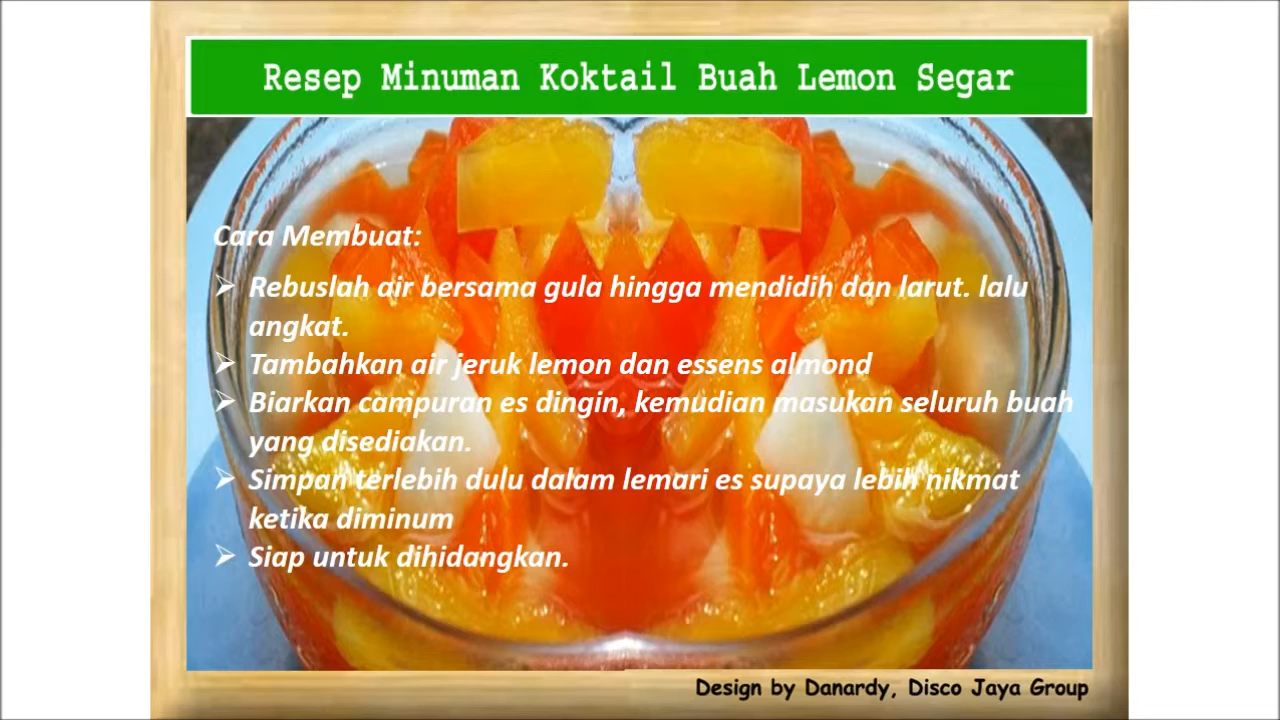 Resep Minuman Koktail Buah Lemon Segar
Cara Membuat:
Rebuslah air bersama gula hingga mendidih dan larut. lalu
angkat.
Tambahkan air jeruk lemon dan essens almond
Biarkan campuran es dingin, kemudian masukan seluruh buah
yang disediakan.
Simpan terlebih dulu dalam lemari es supaya lebih nikmat
ketika diminum
Siap untuk dihidangkan.
Design by Danardy, Disco Jaya Group